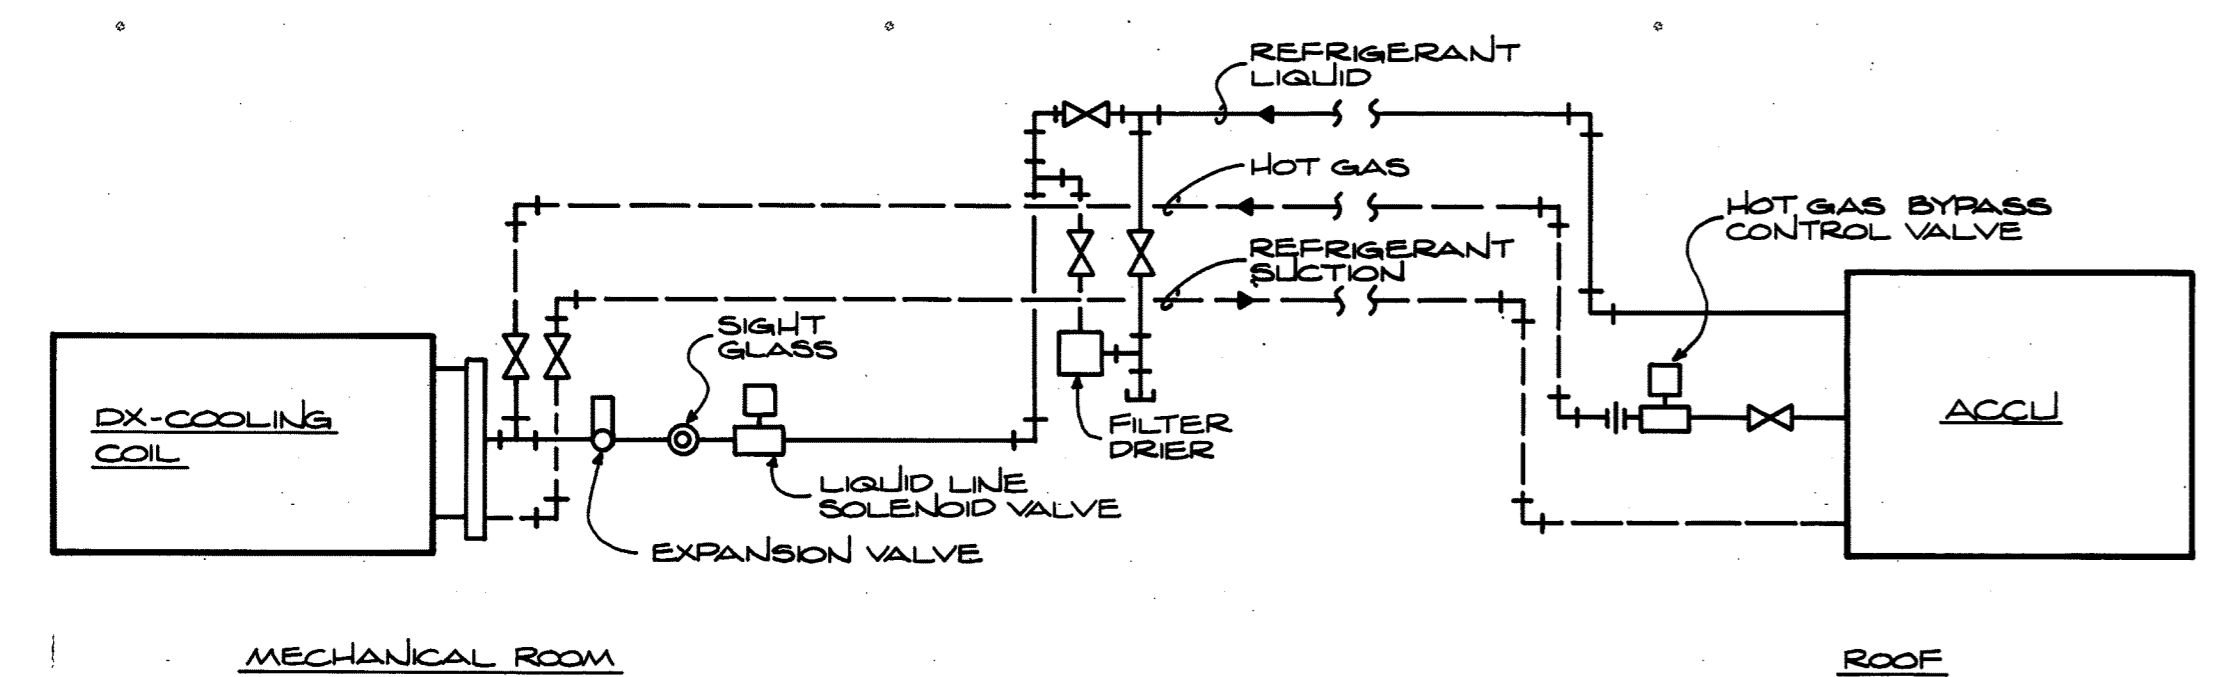 REFRIGERANT
LIQUID
HOT GAS
HOT GAS BYPASS
CONTROL VALVE
REFRIGERANT
SUCTION
SIGHT
GLASS
DX-COOLING
COIL
ACCU
FILTER
DRIER
LIQUID LINE
SOLENOID VALVE
EXPANSION VALVE
MECHANICAL ROOM
ROOF